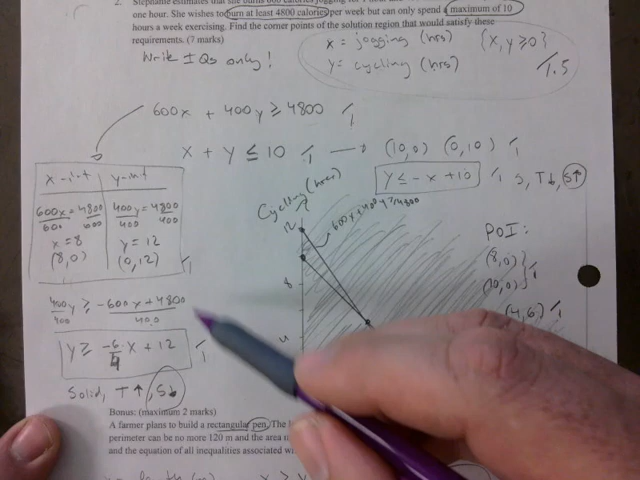 2. Stephanie estimates that she burns 600 calories jogging for 1 hour and
one hour. She wishes to burn at least 4800 calories per week but can only spend a maximum of 10
hours a week exercising. Find the corner points of the solution region that would satisfy these
requirements. (7 marks)
Write IQs only!
x = jogging (hrs) {x, y ≥ 0}
y = cycling (hrs)
1.5
600x + 400y ≥ 4800 1
x + y ≤ 10 1 → (10,0) (0,10) 1
y ≤ -x + 10 1 S, T↓, S↑
x-int y-int
600x = 4800 400y = 4800
600 600 400 400
x = 8 y = 12
(8,0) (0,12)
1
Cycling (hrs)
12
600x + 400y ≥ 4800
8
4
POI:
(8,0)
(10,0) 1
(4,6) 1
400y ≥ -600x + 4800
400 400
y ≥ -6/4 x + 12 1
Solid, T↑, S↓
Bonus: (maximum 2 marks)
A farmer plans to build a rectangular pen. The
perimeter can be no more 120 m and the area
and the equation of all inequalities associated